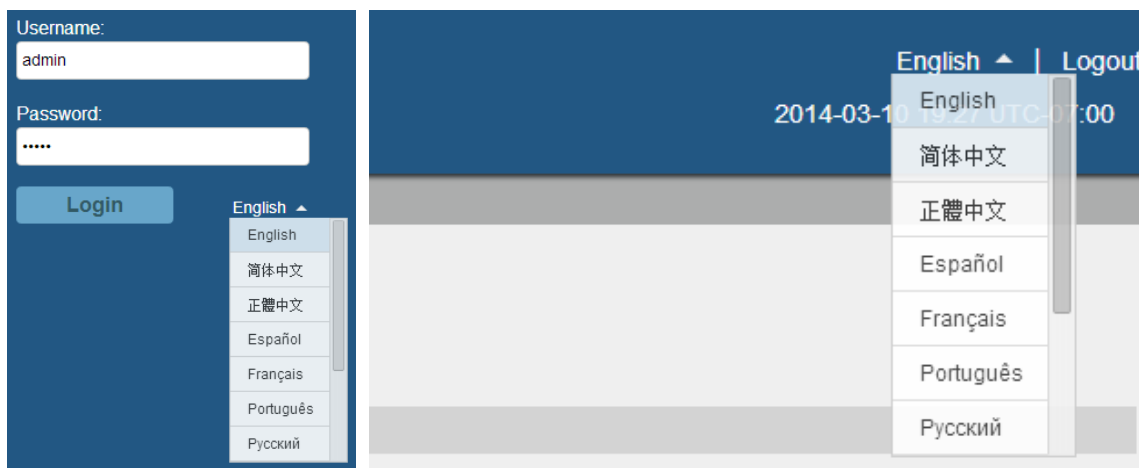 Username:
admin
Password:
•••••
Login
English
English
简体中文
正體中文
Español
Français
Português
Русский
English | Logout
2014-03-10 19:27 UTC-07:00
English
简体中文
正體中文
Español
Français
Português
Русский